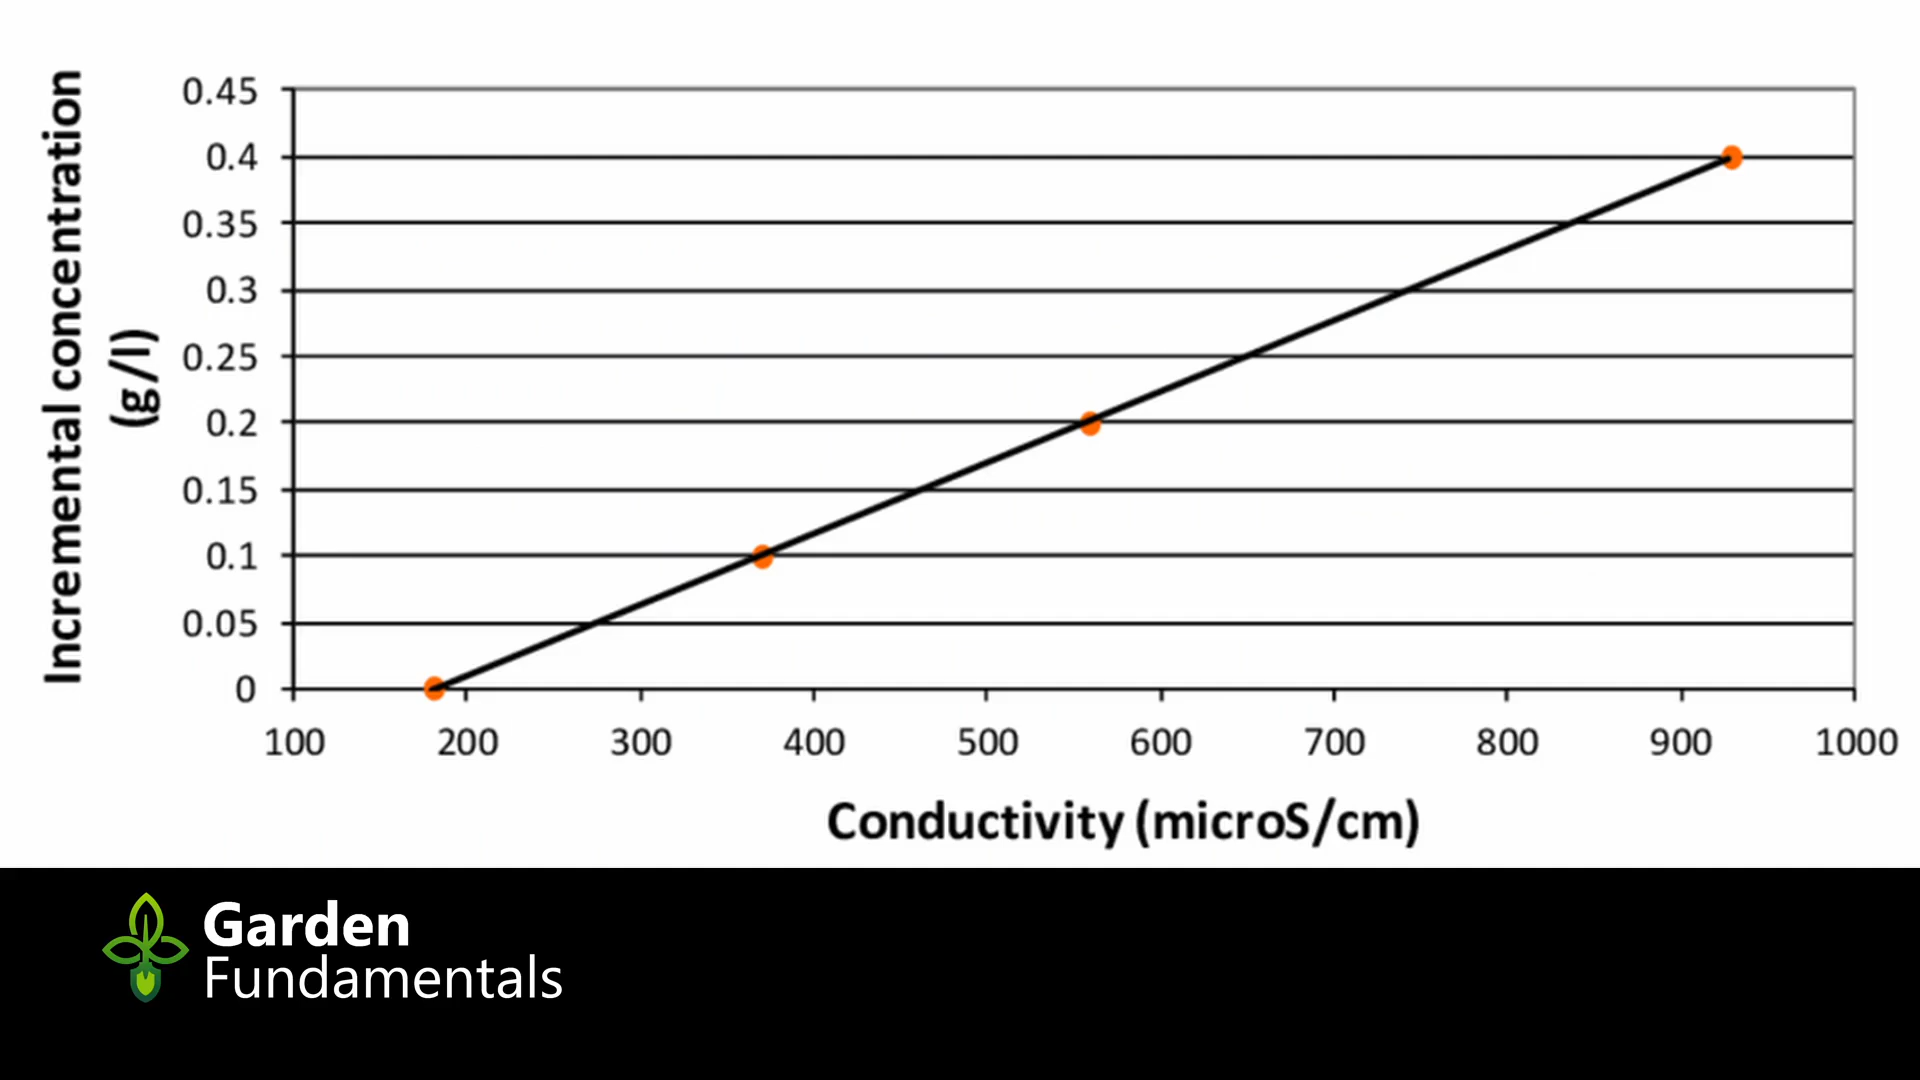 Incremental concentration
(g/l)
0.45
0.4
0.35
0.3
0.25
0.2
0.15
0.1
0.05
0
100 200 300 400 500 600 700 800 900 1000
Conductivity (microS/cm)
Garden
Fundamentals